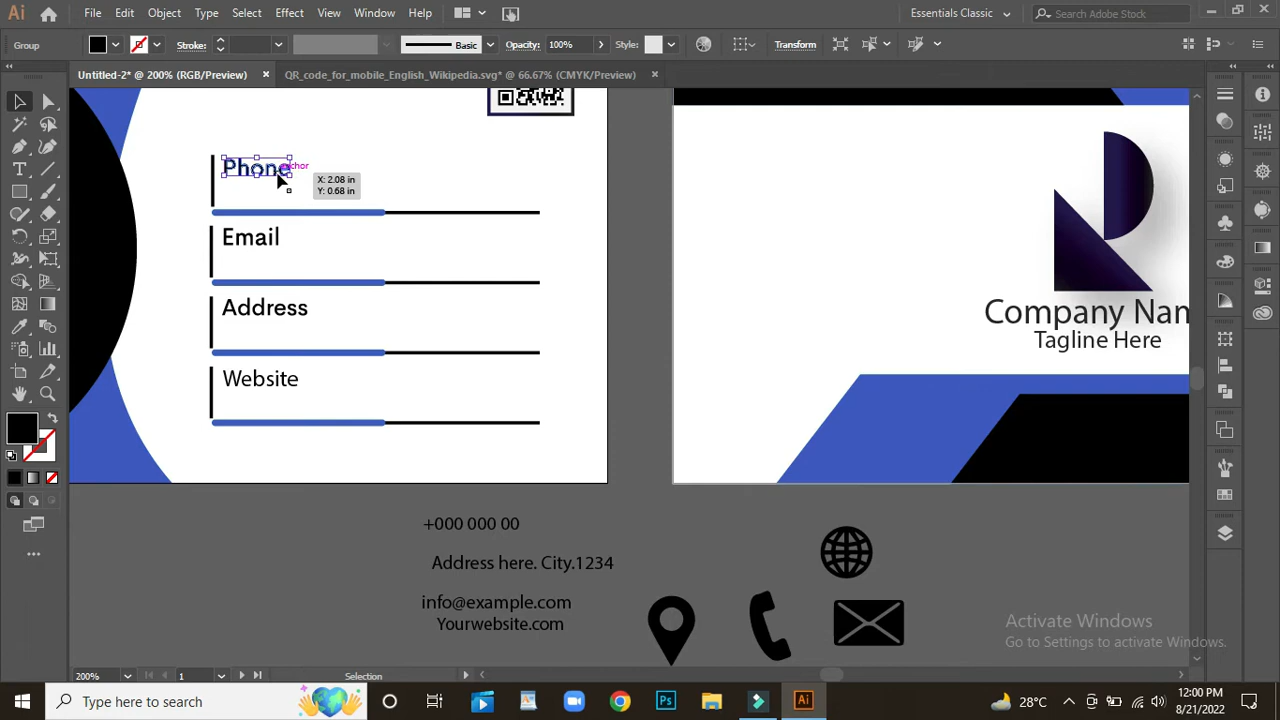 Ai File Edit Object Type Select Effect View Window Help Essentials Classic Search Adobe Stock
Group Stroke: Basic Opacity: 100% Style: Transform
Untitled-2* @ 200% (RGB/Preview) × QR_code_for_mobile_English_Wikipedia.svg* @ 66.67% (CMYK/Preview) ×
Phone
X: 2.08 in
Y: 0.68 in
Email
Address
Website
Company Nam
Tagline Here
+000 000 00
Address here. City.1234
info@example.com
Yourwebsite.com
Activate Windows
Go to Settings to activate Windows.
200% 1 Selection
Type here to search
Ps
Ai
28°C
12:00 PM
8/21/2022